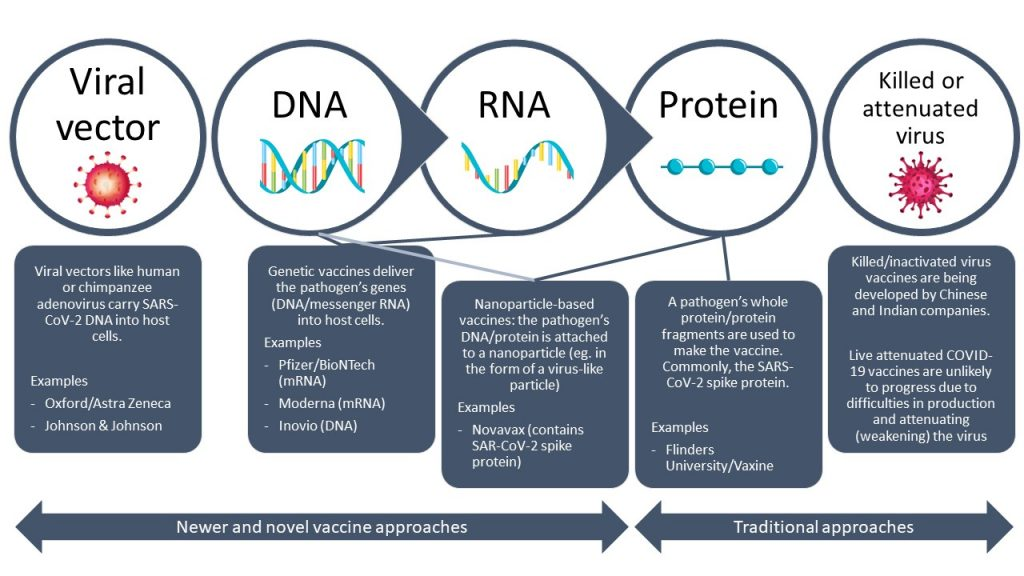 Viral
vector
DNA
RNA
Protein
Killed or
attenuated
virus
Viral vectors like human
or chimpanzee
adenovirus carry SARS-
CoV-2 DNA into host
cells.
Examples
- Oxford/Astra Zeneca
- Johnson & Johnson
Genetic vaccines deliver
the pathogen's genes
(DNA/messenger RNA)
into host cells.
Examples
- Pfizer/BioNTech
(mRNA)
- Moderna (mRNA)
- Inovio (DNA)
Nanoparticle-based
vaccines: the pathogen's
DNA/protein is attached
to a nanoparticle (eg. in
the form of a virus-like
particle)
Examples
- Novavax (contains
SAR-CoV-2 spike
protein)
A pathogen's whole
protein/protein
fragments are used to
make the vaccine.
Commonly, the SARS-
CoV-2 spike protein.
Examples
- Flinders
University/Vaxine
Killed/inactivated virus
vaccines are being
developed by Chinese
and Indian companies.
Live attenuated COVID-
19 vaccines are unlikely
to progress due to
difficulties in production
and attenuating
(weakening) the virus
Newer and novel vaccine approaches
Traditional approaches